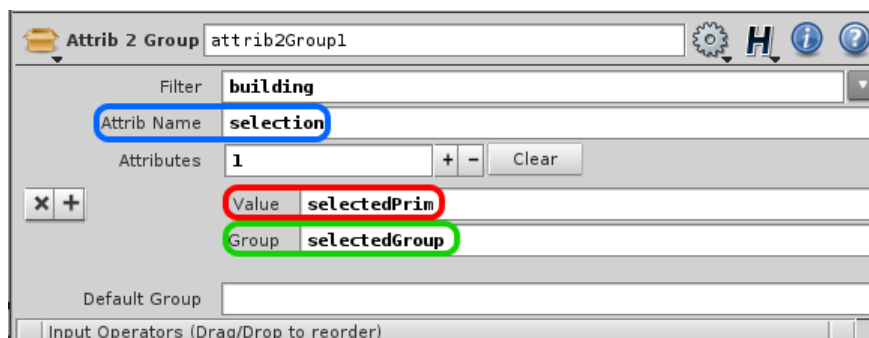 Attrib 2 Group attrib2Group1
Filter building
Attrib Name selection
Attributes 1 + - Clear
Value selectedPrim
Group selectedGroup
Default Group
Input Operators (Drag/Drop to reorder)